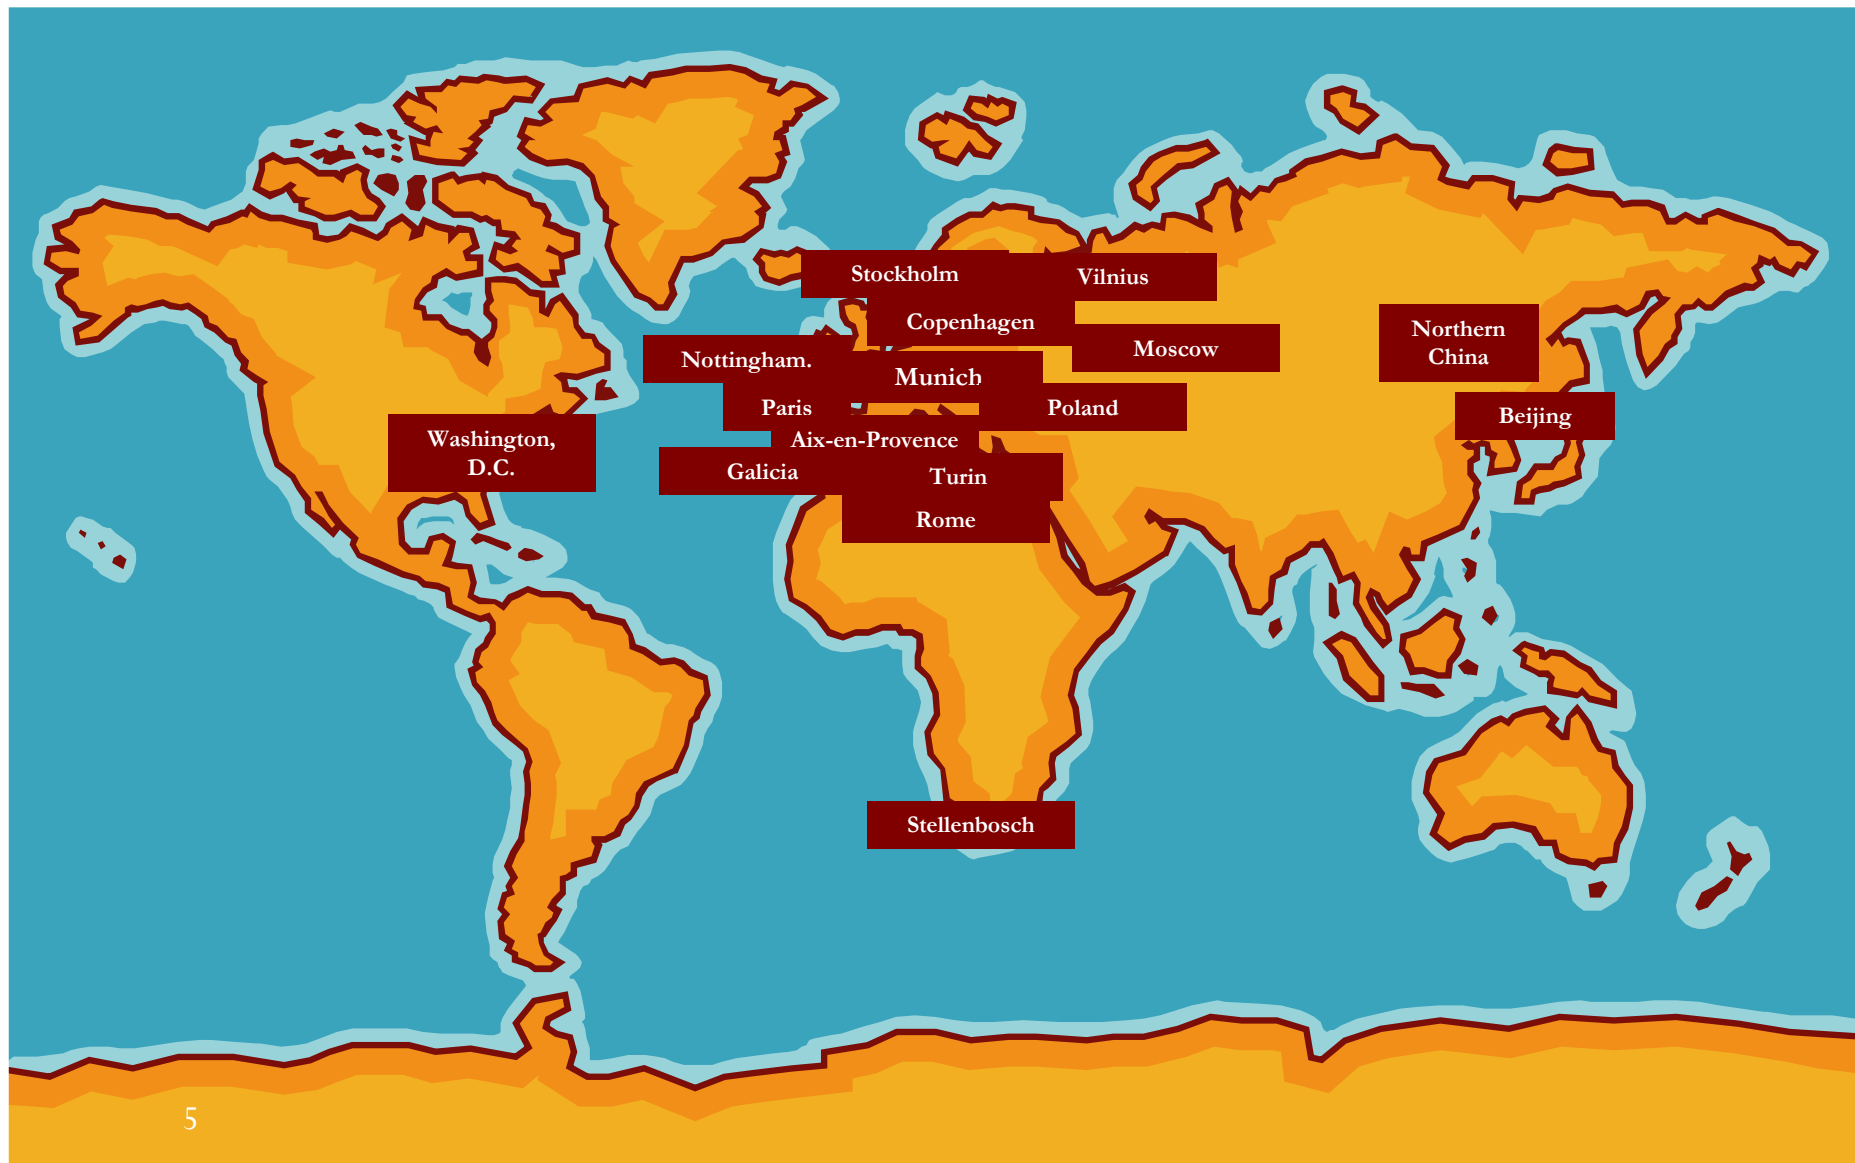 Stockholm
Vilnius
Copenhagen
Northern
China
Moscow
Nottingham.
Munich
Paris
Poland
Beijing
Washington,
D.C.
Aix-en-Provence
Galicia
Turin
Rome
Stellenbosch
5